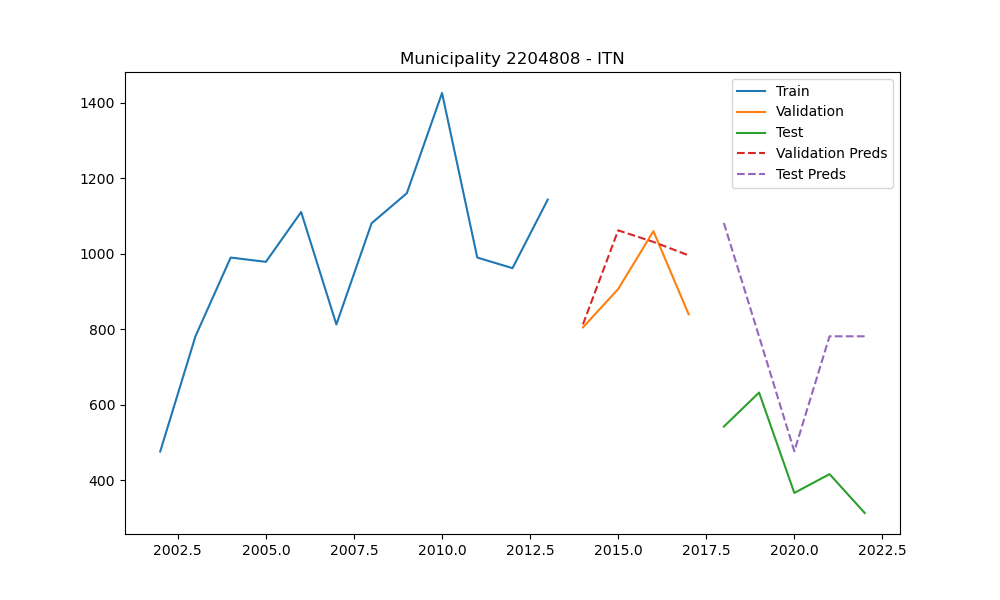 Municipality 2204808 - ITN
Train
Validation
Test
Validation Preds
Test Preds
1400
1200
1000
800
600
400
2002.5 2005.0 2007.5 2010.0 2012.5 2015.0 2017.5 2020.0 2022.5